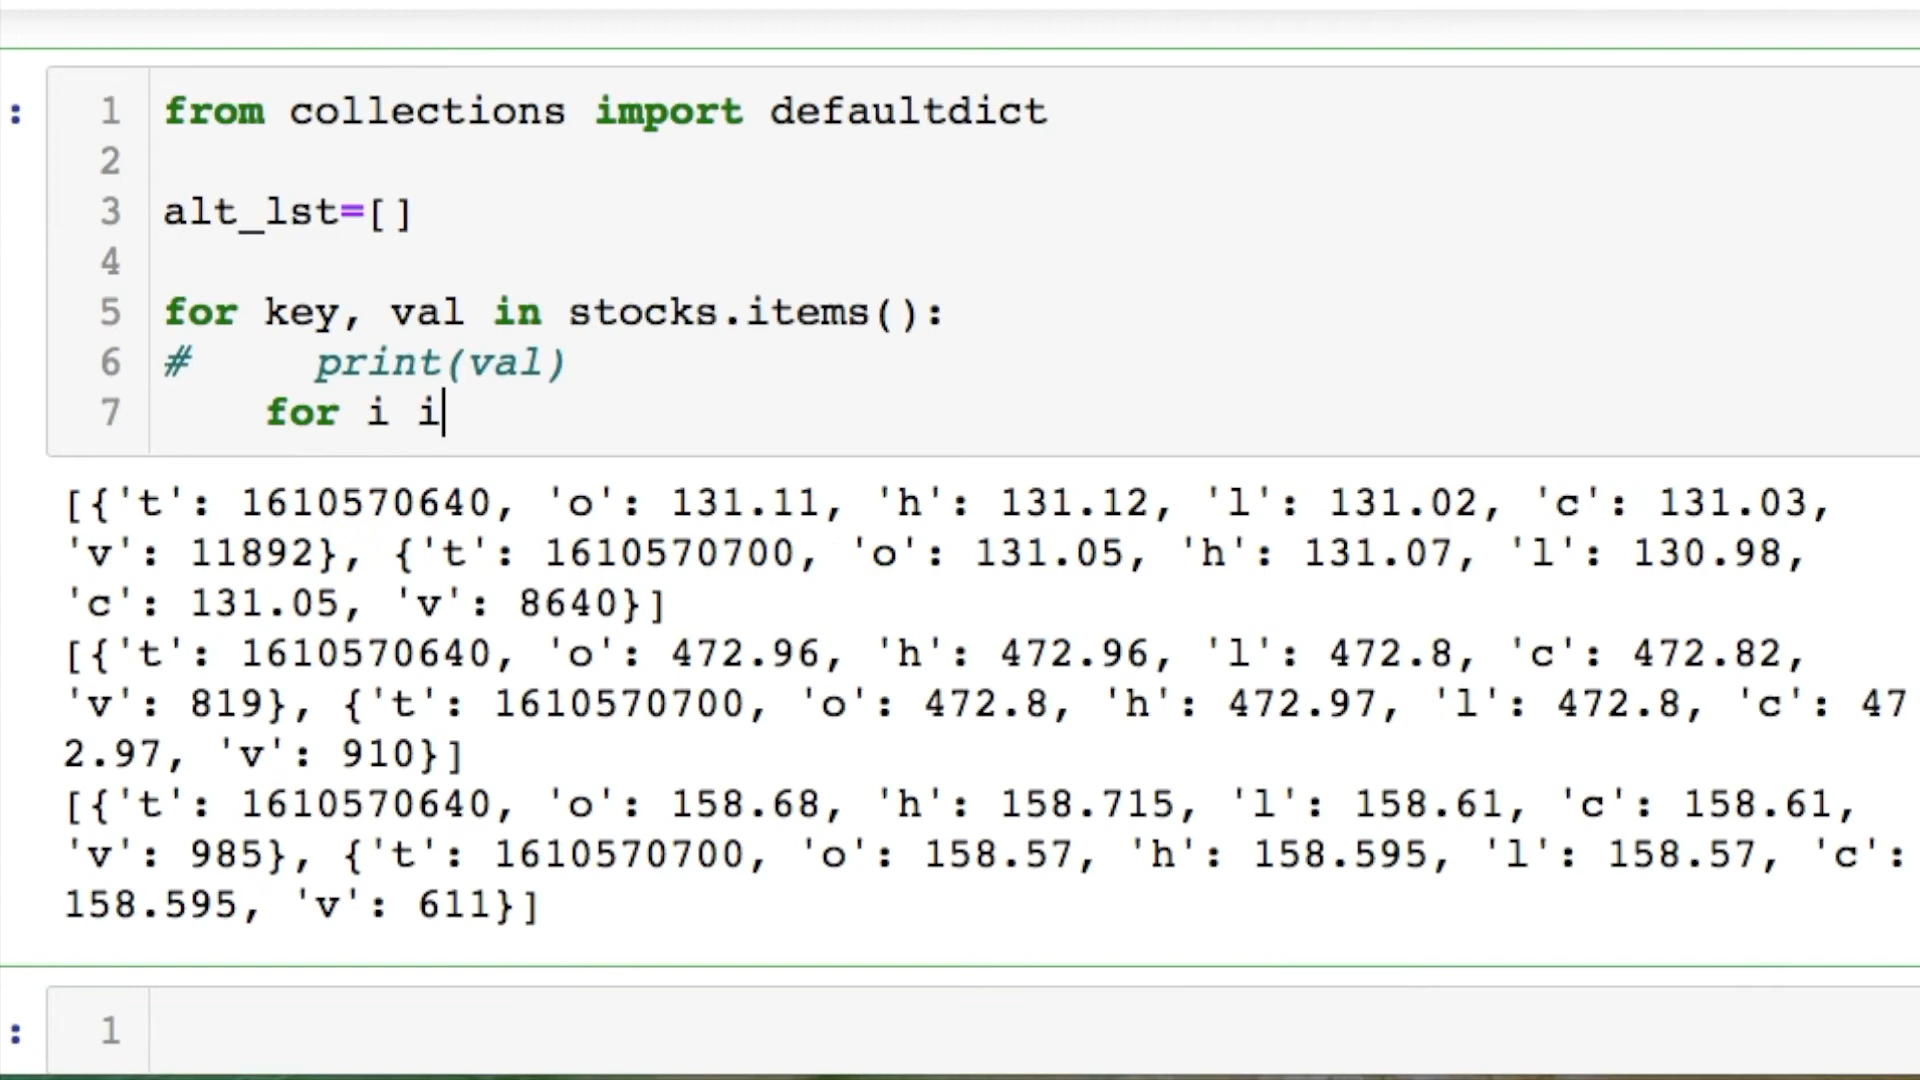 : 1 from collections import defaultdict
2
3 alt_lst=[]
4
5 for key, val in stocks.items():
6 #     print(val)
7     for i i
[{'t': 1610570640, 'o': 131.11, 'h': 131.12, 'l': 131.02, 'c': 131.03,
'v': 11892}, {'t': 1610570700, 'o': 131.05, 'h': 131.07, 'l': 130.98,
'c': 131.05, 'v': 8640}]
[{'t': 1610570640, 'o': 472.96, 'h': 472.96, 'l': 472.8, 'c': 472.82,
'v': 819}, {'t': 1610570700, 'o': 472.8, 'h': 472.97, 'l': 472.8, 'c': 47
2.97, 'v': 910}]
[{'t': 1610570640, 'o': 158.68, 'h': 158.715, 'l': 158.61, 'c': 158.61,
'v': 985}, {'t': 1610570700, 'o': 158.57, 'h': 158.595, 'l': 158.57, 'c':
158.595, 'v': 611}]
: 1